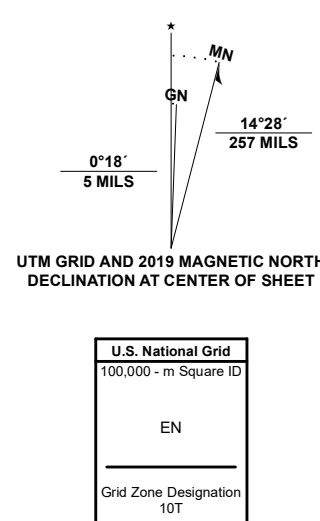 ★
MN
GN
14°28´
257 MILS
0°18´
5 MILS
UTM GRID AND 2019 MAGNETIC NORTH
DECLINATION AT CENTER OF SHEET
U.S. National Grid
100,000 - m Square ID
EN
Grid Zone Designation
10T